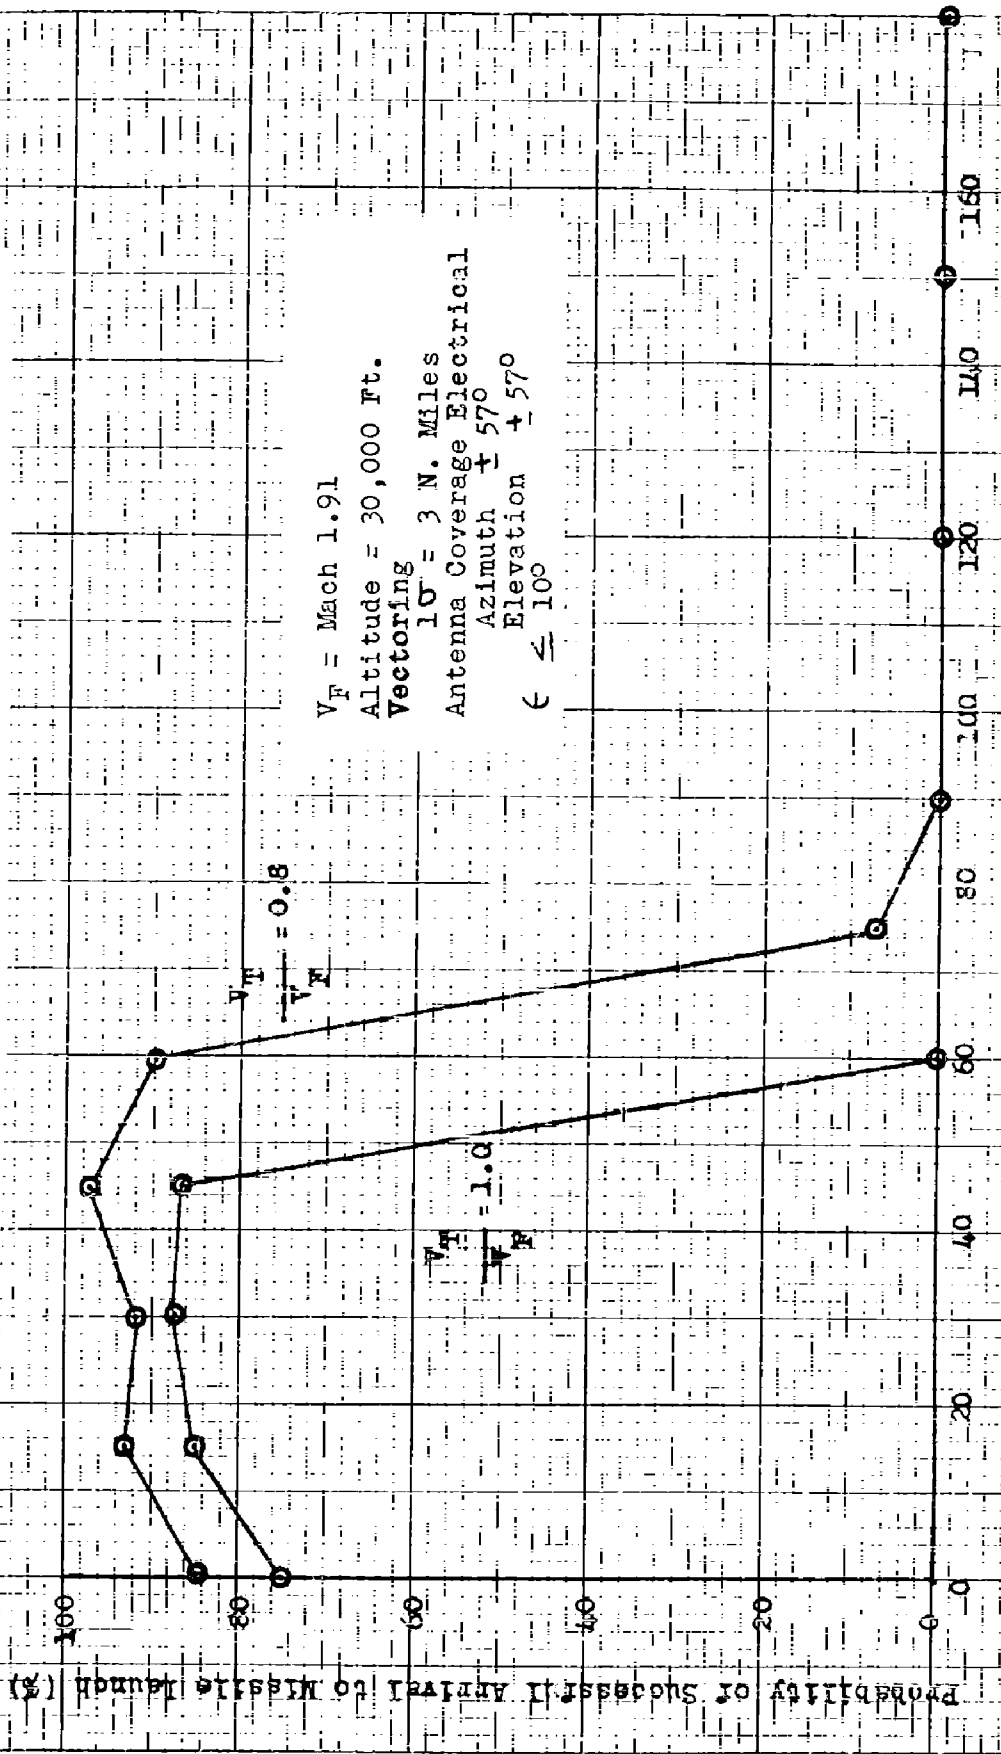 Probability of Successful Arrival to Missile Launch (%)
100
80
60
40
20
0
V_T
V_F = 0.8
V_T
V_F = 1.0
V_F = Mach 1.91
Altitude = 30,000 Ft.
Vectoring
1σ = 3 N. Miles
Antenna Coverage Electrical
Azimuth ± 57°
Elevation ± 57°
ϵ ≤ 10°
0
20
40
60
80
100
120
140
160